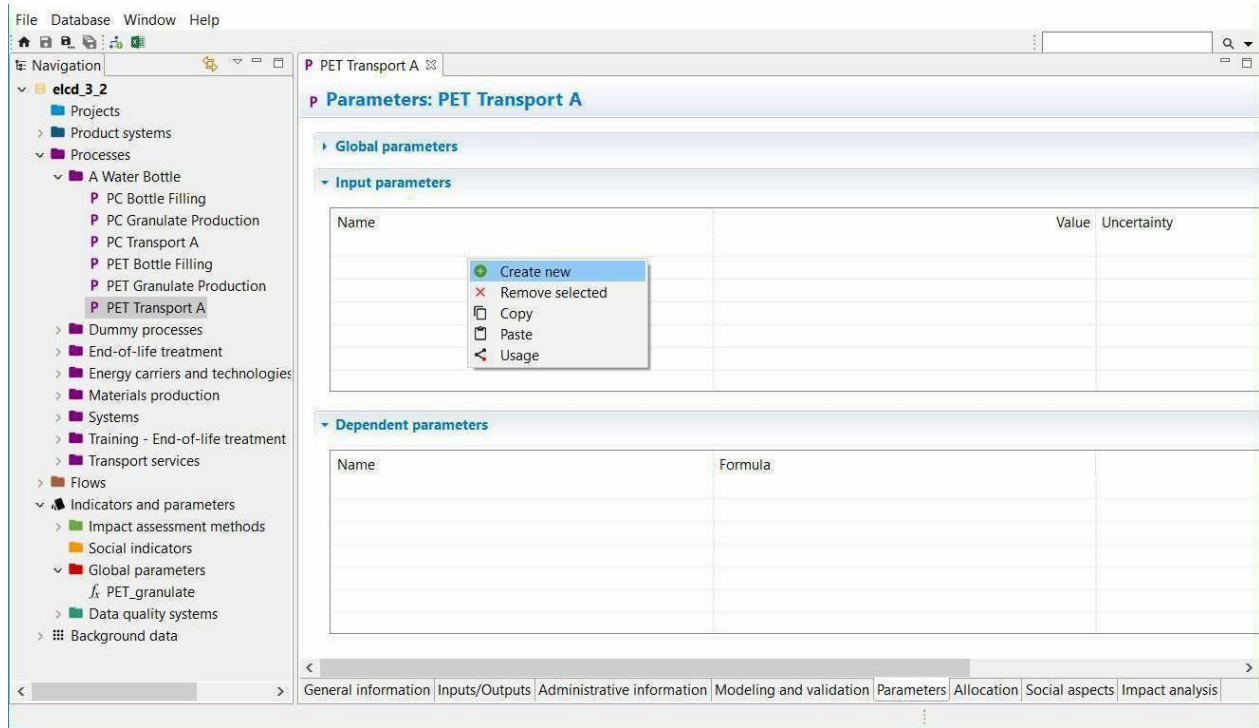 File Database Window Help
Navigation
elcd_3_2
Projects
Product systems
Processes
A Water Bottle
P PC Bottle Filling
P PC Granulate Production
P PC Transport A
P PET Bottle Filling
P PET Granulate Production
P PET Transport A
Dummy processes
End-of-life treatment
Energy carriers and technologies
Materials production
Systems
Training - End-of-life treatment
Transport services
Flows
Indicators and parameters
Impact assessment methods
Social indicators
Global parameters
fx PET_granulate
Data quality systems
Background data
P PET Transport A
P Parameters: PET Transport A
Global parameters
Input parameters
Name Value Uncertainty
Create new
Remove selected
Copy
Paste
Usage
Dependent parameters
Name Formula
General information Inputs/Outputs Administrative information Modeling and validation Parameters Allocation Social aspects Impact analysis